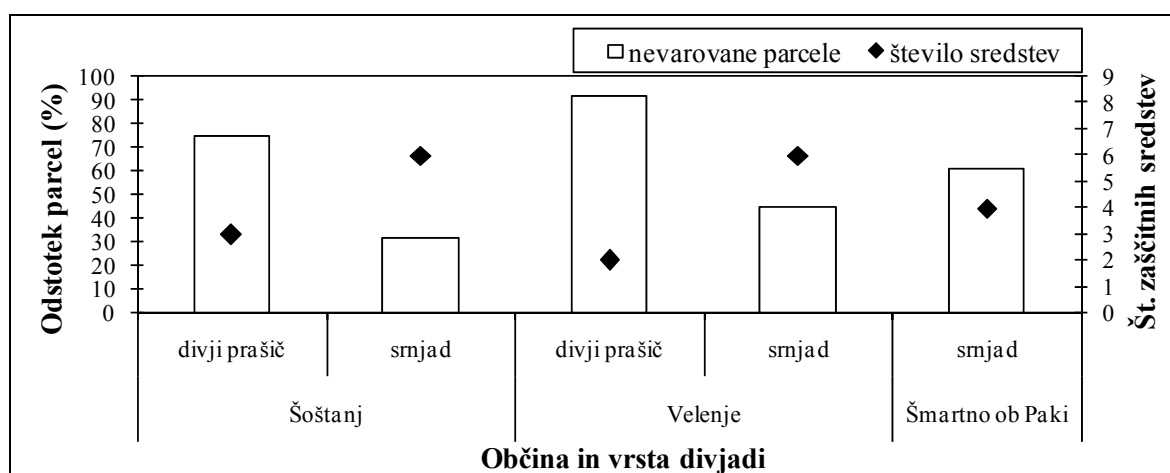 nevarovane parcele
število sredstev
Odstotek parcel (%)
100
90
80
70
60
50
40
30
20
10
0
9
8
7
6
5
4
3
2
1
0
Št. zaščitnih sredstev
divji prašič
srnjad
divji prašič
srnjad
srnjad
Šoštanj
Velenje
Šmartno ob Paki
Občina in vrsta divjadi